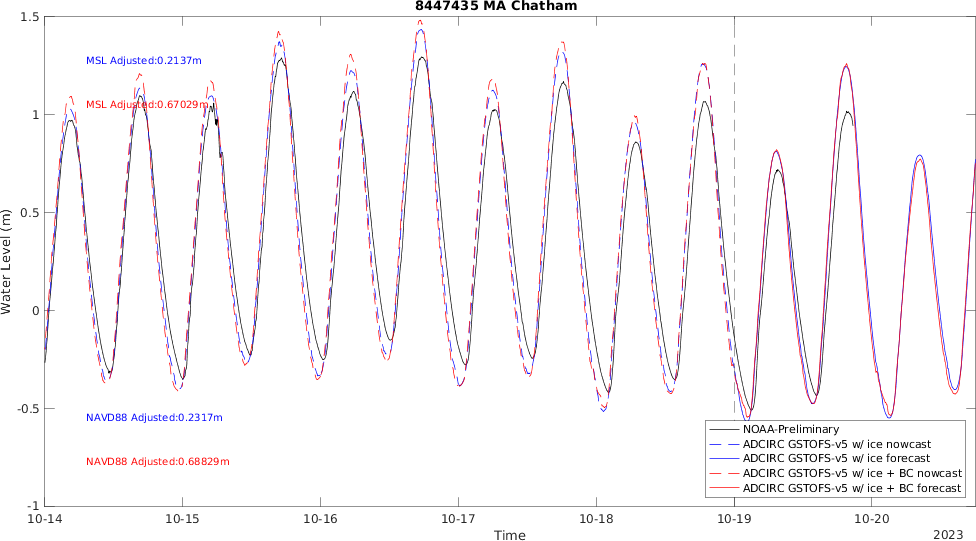 8447435 MA Chatham
1.5
1
0.5
0
-0.5
-1
Water Level (m)
MSL Adjusted:0.2137m
MSL Adjusted:0.67029m
NAVD88 Adjusted:0.2317m
NAVD88 Adjusted:0.68829m
NOAA-Preliminary
ADCIRC GSTOFS-v5 w/ ice nowcast
ADCIRC GSTOFS-v5 w/ ice forecast
ADCIRC GSTOFS-v5 w/ ice + BC nowcast
ADCIRC GSTOFS-v5 w/ ice + BC forecast
10-14 10-15 10-16 10-17 10-18 10-19 10-20
Time
2023